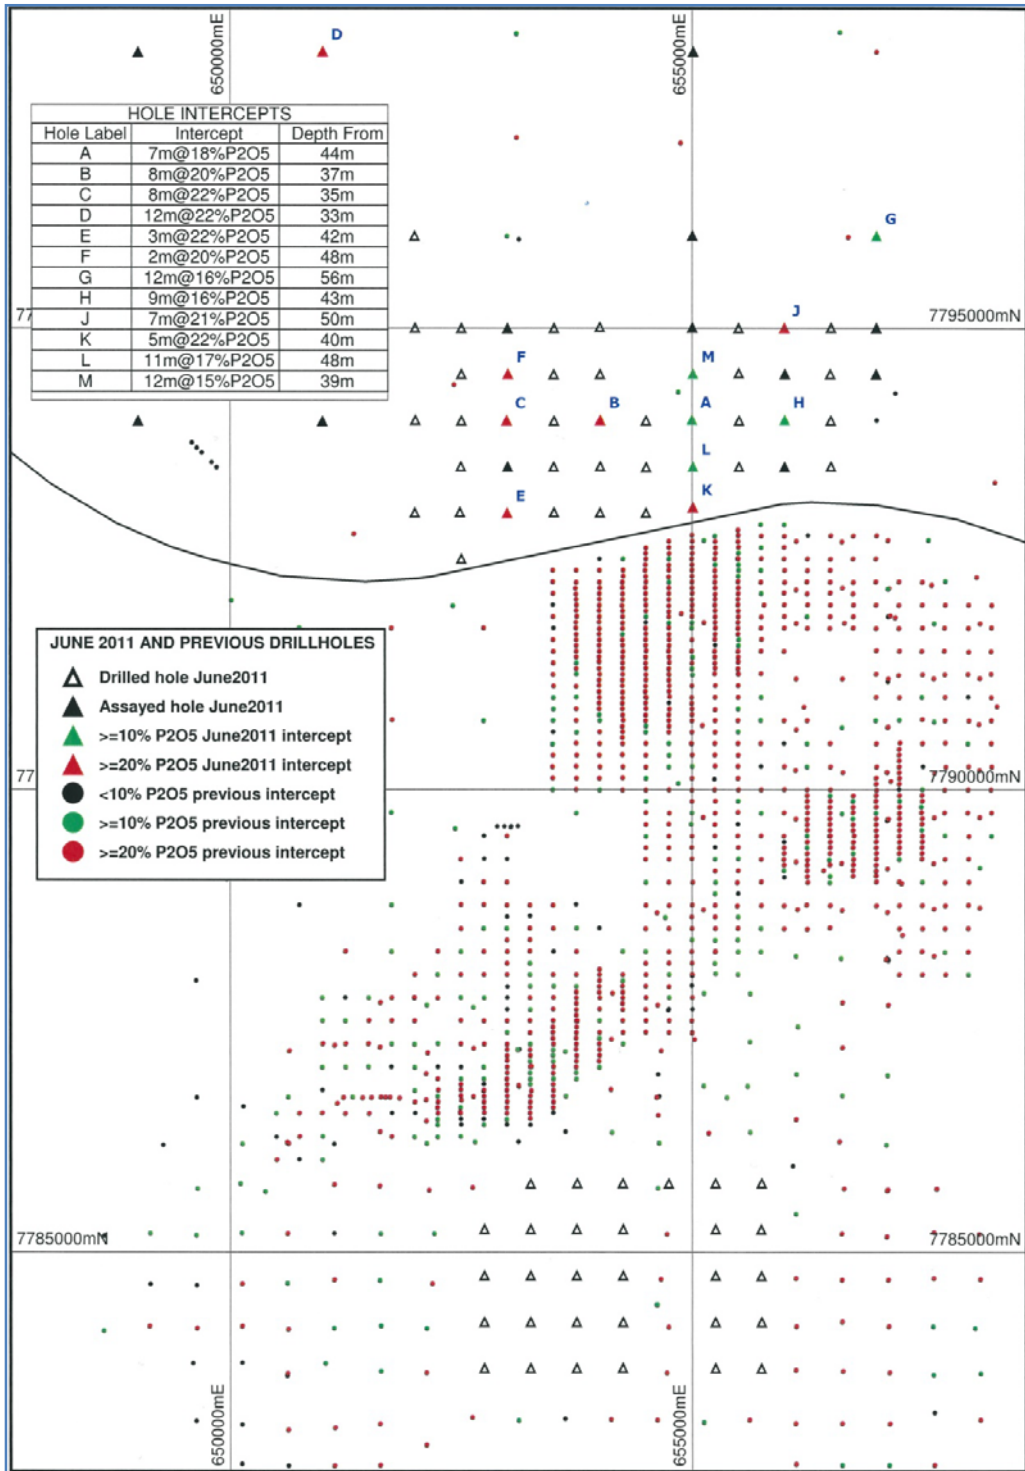 650000mE
D
655000mE
HOLE INTERCEPTS
Hole Label Intercept Depth From
A 7m@18%P2O5 44m
B 8m@20%P2O5 37m
C 8m@22%P2O5 35m
D 12m@22%P2O5 33m
E 3m@22%P2O5 42m
F 2m@20%P2O5 48m
G 12m@16%P2O5 56m
H 9m@16%P2O5 43m
J 7m@21%P2O5 50m
K 5m@22%P2O5 40m
L 11m@17%P2O5 48m
M 12m@15%P2O5 39m
G
77
J
7795000mN
F M
C B A H
L
E K
JUNE 2011 AND PREVIOUS DRILLHOLES
Drilled hole June2011
Assayed hole June2011
>=10% P2O5 June2011 intercept
>=20% P2O5 June2011 intercept
<10% P2O5 previous intercept
>=10% P2O5 previous intercept
>=20% P2O5 previous intercept
77
7790000mN
7785000mN 7785000mN
650000mE 655000mE